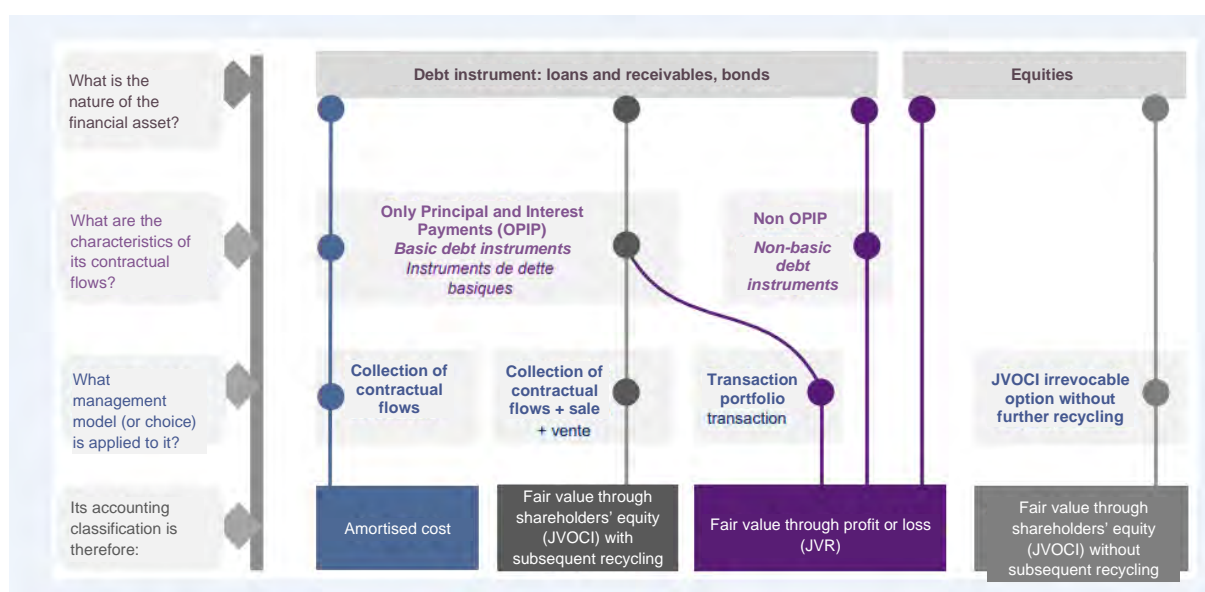 What is the
nature of the
financial asset?
Debt instrument: loans and receivables, bonds
Equities
What are the
characteristics of
its contractual
flows?
Only Principal and Interest
Payments (OPIP)
Basic debt instruments
Instruments de dette
basiques
Non OPIP
Non-basic
debt
instruments
What
management
model (or choice)
is applied to it?
Collection of
contractual
flows
Collection of
contractual
flows + sale
+ vente
Transaction
portfolio
transaction
JVOCI irrevocable
option without
further recycling
Its accounting
classification is
therefore:
Amortised cost
Fair value through
shareholders' equity
(JVOCI) with
subsequent recycling
Fair value through profit or loss
(JVR)
Fair value through
shareholders' equity
(JVOCI) without
subsequent recycling